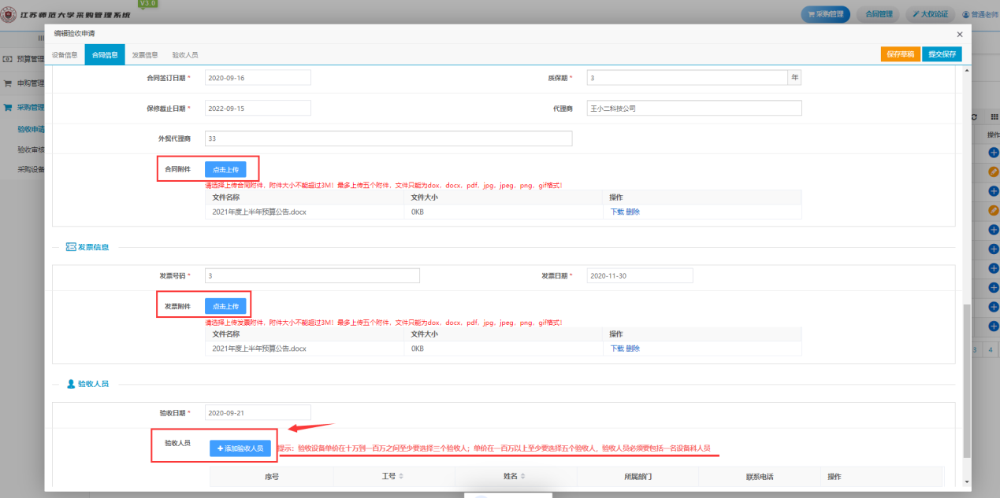 V3.0
江苏师范大学采购管理系统
采购管理 合同管理 大仪论证 普通老师
编辑验收申请 ×
设备信息 合同信息 发票信息 验收人员 保存草稿 提交保存
预算管理
申购管理
采购管理
验收申请
验收审核
采购设备
操作
3 4
合同签订日期 * 2020-09-16 质保期 * 3 年
保修截止日期 * 2022-09-15 代理商 王小二科技公司
外贸代理商 33
合同附件 点击上传
请选择上传合同附件，附件大小不能超过3M！最多上传五个附件，文件只能为dox，docx，pdf，jpg，jpeg，png，gif格式！
文件名称 文件大小 操作
2021年度上半年预算公告.docx 0KB 下载 删除
发票信息
发票号码 * 3 发票日期 * 2020-11-30
发票附件 点击上传
请选择上传发票附件，附件大小不能超过3M！最多上传五个附件，文件只能为dox，docx，pdf，jpg，jpeg，png，gif格式！
文件名称 文件大小 操作
2021年度上半年预算公告.docx 0KB 下载 删除
验收人员
验收日期 * 2020-09-21
验收人员 +添加验收人员 提示：验收设备单价在十万到一百万之间至少要选择三个验收人；单价在一百万以上至少要选择五个验收人，验收人员必须要包括一名设备科人员
序号 工号 姓名 所属部门 联系电话 操作